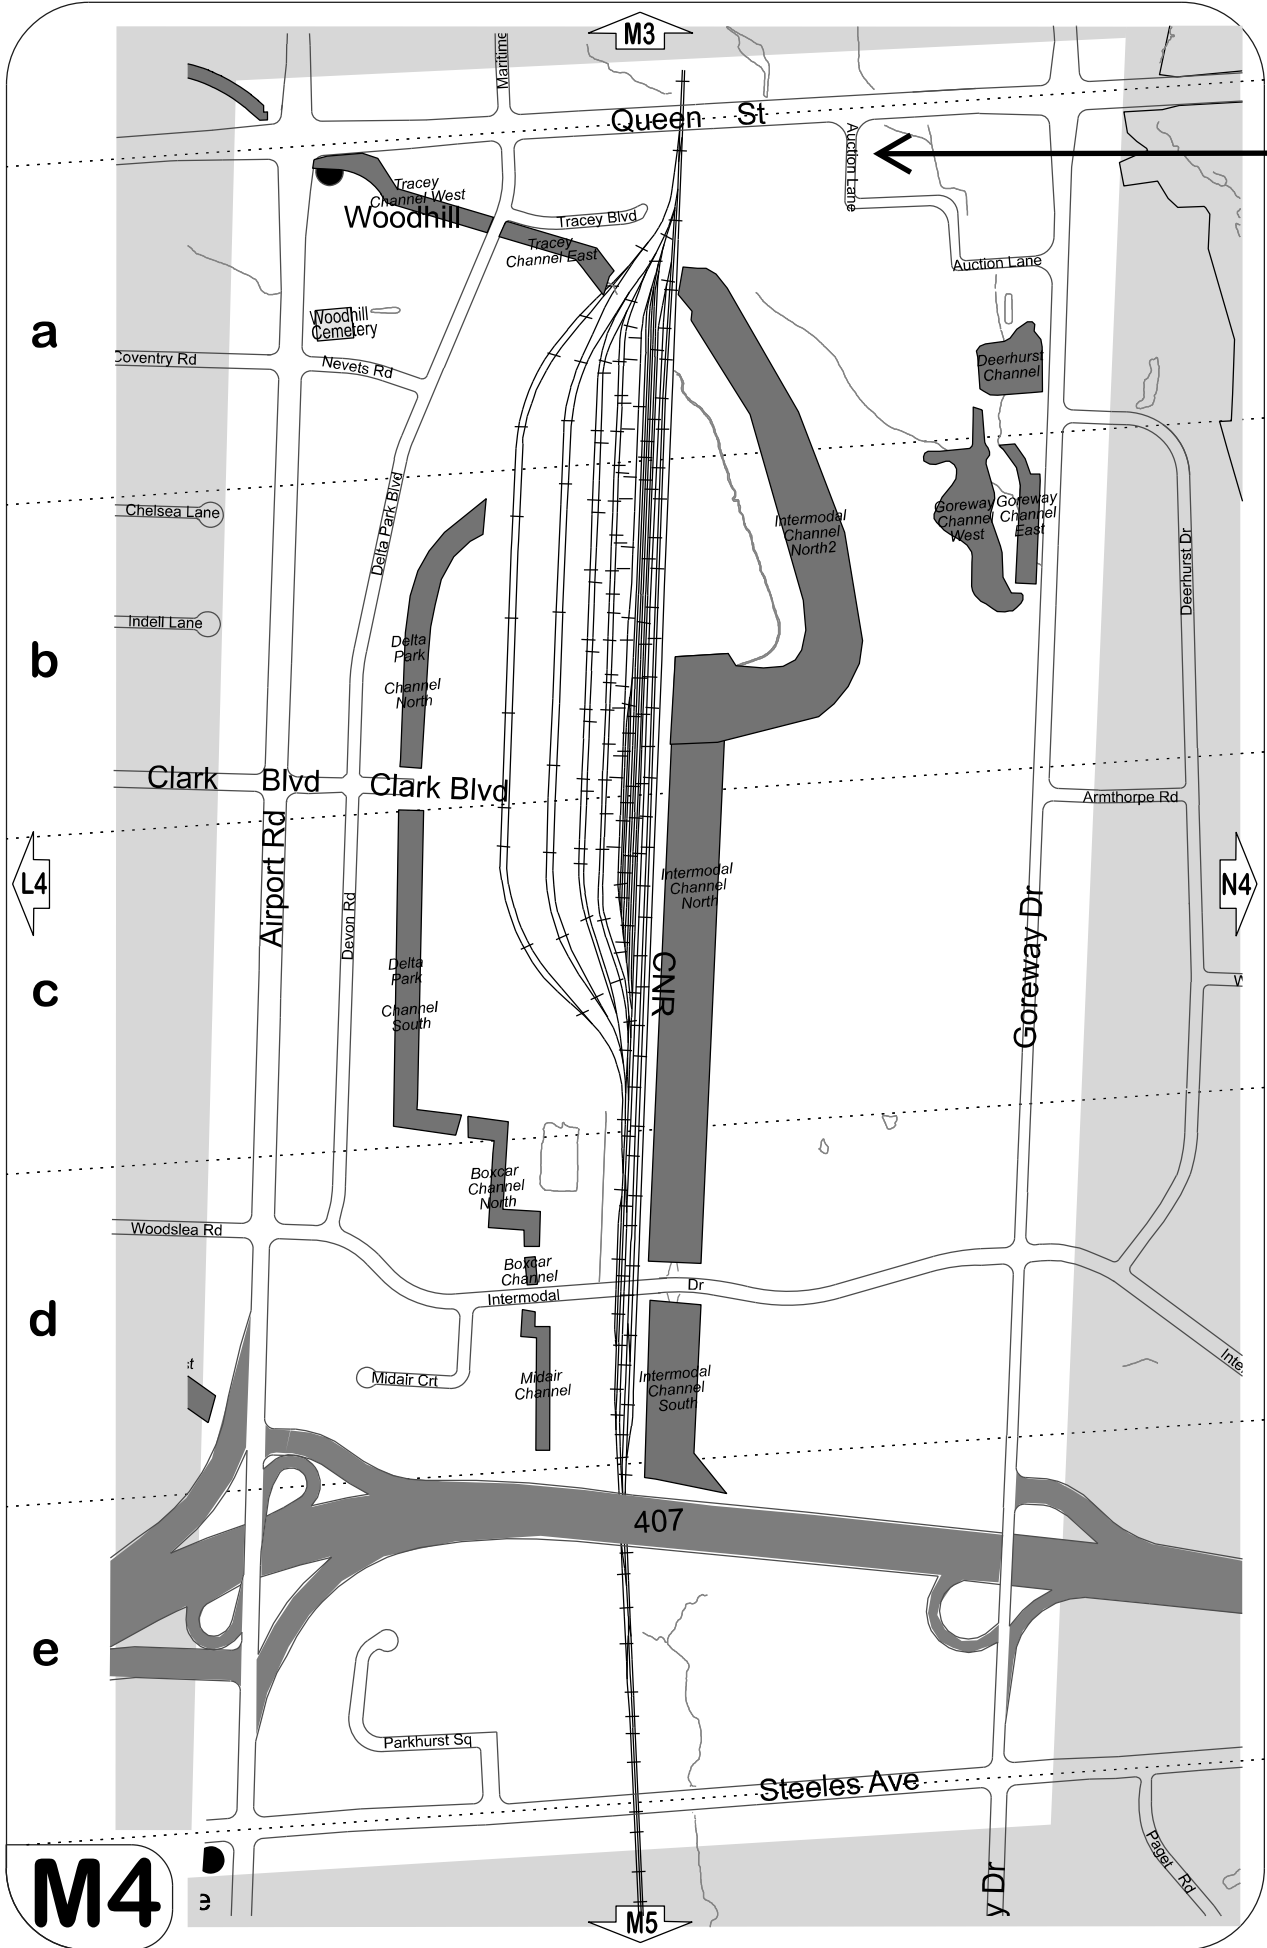 M3
Maritime
Queen St
Auction Lane
Tracey
Channel West
Woodhill
Tracey Blvd
Tracey
Channel East
Auction Lane
Woodhill
Cemetery
a
Coventry Rd
Nevets Rd
Deerhurst
Channel
Delta Park Blvd
Chelsea Lane
Intermodal
Channel
North2
Goreway
Channel
West
Goreway
Channel
East
Deerhurst Dr
Indell Lane
b
Delta
Park
Channel
North
Clark Blvd
Clark Blvd
Armthorpe Rd
Airport Rd
L4
N4
Intermodal
Channel
North
Devon Rd
Goreway Dr
CNR
c
Delta
Park
Channel
South
W
Boxcar
Channel
North
Woodslea Rd
Boxcar
Channel
Intermodal Dr
d
st
Midair Crt
Midair
Channel
Intermodal
Channel
South
Inte
407
e
Parkhurst Sq
Steeles Ave
Paget Rd
y Dr
M4
e
M5